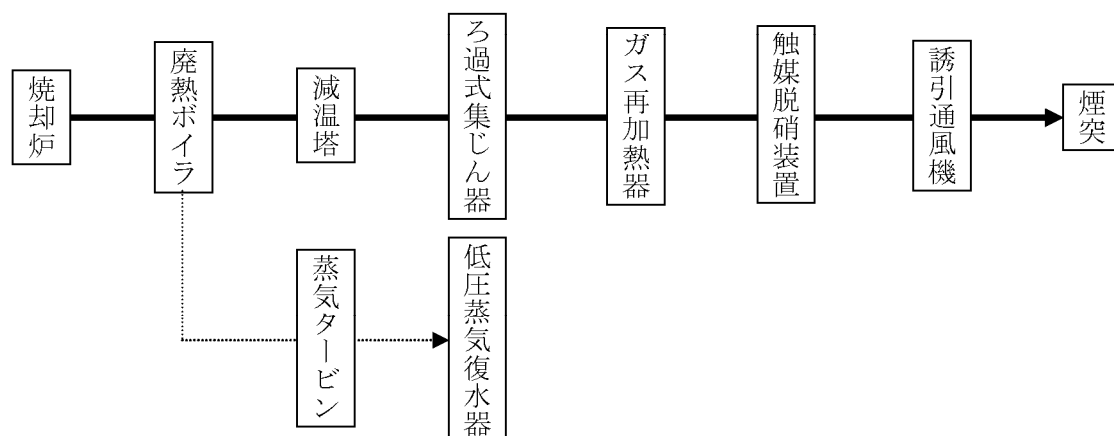 焼却炉
廃熱ボイラ
減温塔
ろ過式集じん器
ガス再加熱器
触媒脱硝装置
誘引通風機
煙突
蒸気タービン
低圧蒸気復水器